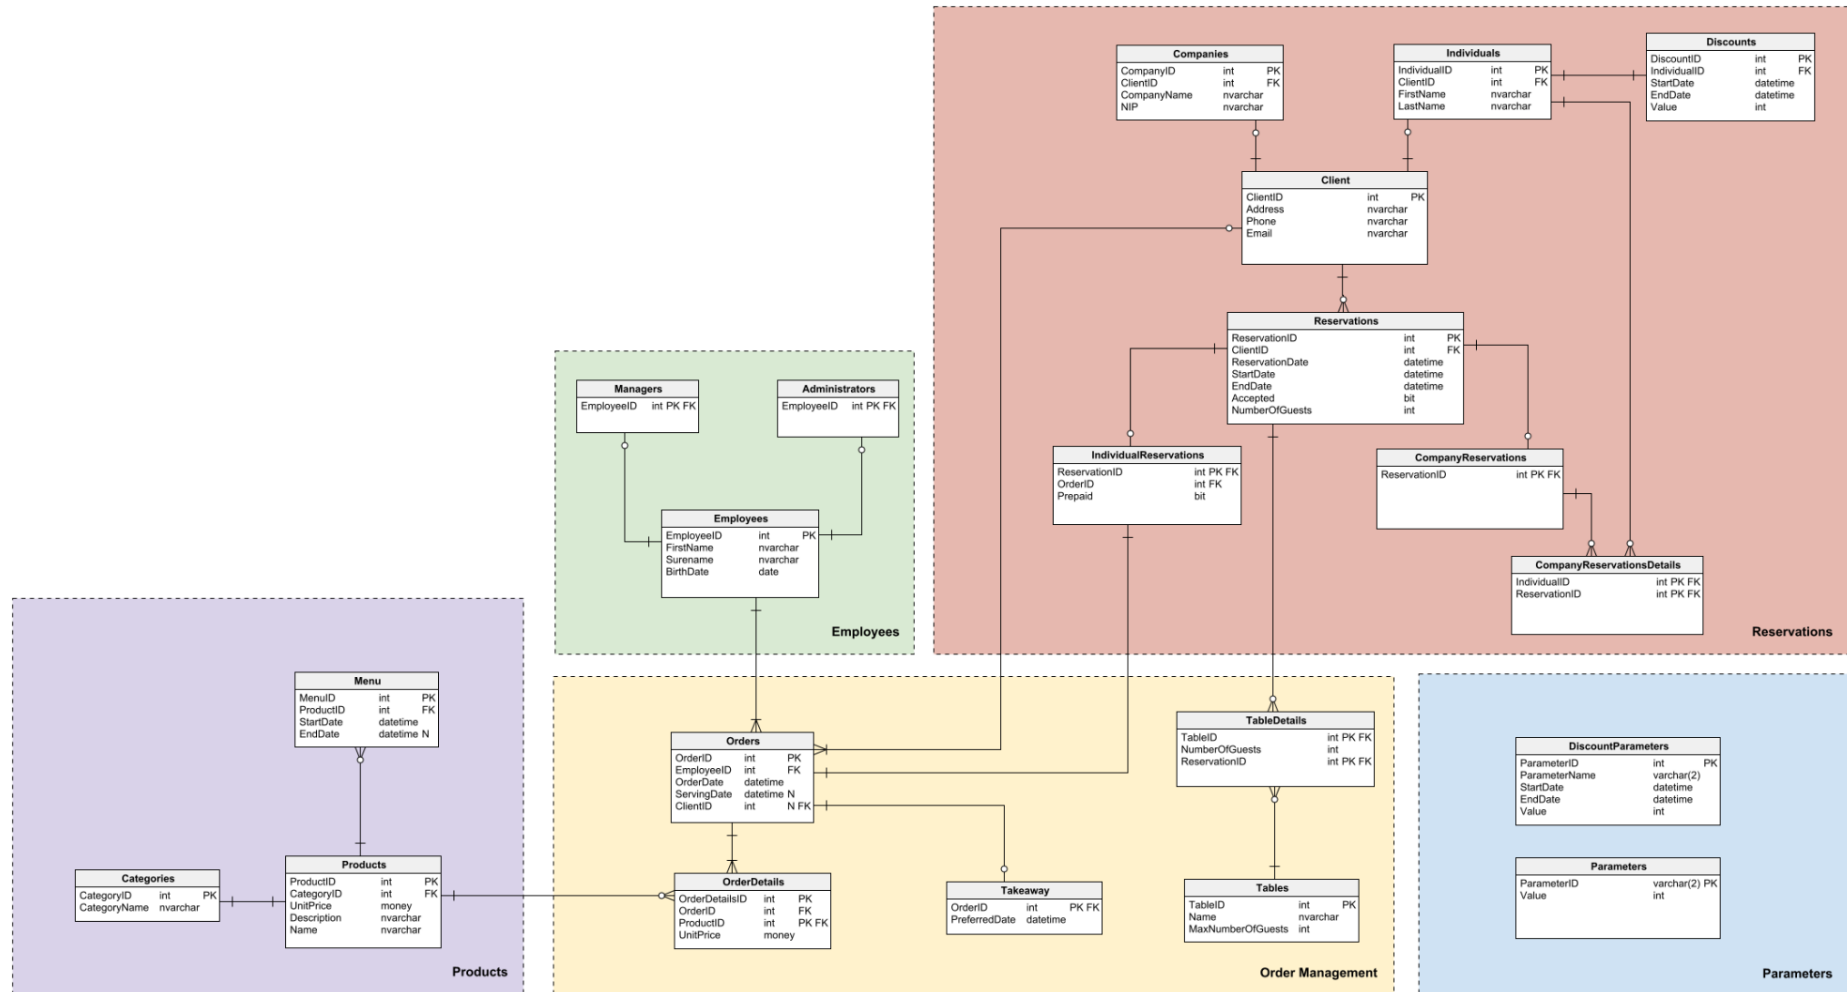 Companies
CompanyID int PK
ClientID int FK
CompanyName nvarchar
NIP nvarchar
Individuals
IndividualID int PK
ClientID int FK
FirstName nvarchar
LastName nvarchar
Discounts
DiscountID int PK
IndividualID int FK
StartDate datetime
EndDate datetime
Value int
Client
ClientID int PK
Address nvarchar
Phone nvarchar
Email nvarchar
Reservations
ReservationID int PK
ClientID int FK
ReservationDate datetime
StartDate datetime
EndDate datetime
Accepted bit
NumberOfGuests int
IndividualReservations
ReservationID int PK FK
OrderID int FK
Prepaid bit
CompanyReservations
ReservationID int PK FK
CompanyReservationsDetails
IndividualID int PK FK
ReservationID int PK FK
Reservations
Managers
EmployeeID int PK FK
Administrators
EmployeeID int PK FK
Employees
EmployeeID int PK
FirstName nvarchar
Surename nvarchar
BirthDate date
Employees
Menu
MenuID int PK
ProductID int FK
StartDate datetime
EndDate datetime N
Categories
CategoryID int PK
CategoryName nvarchar
Products
ProductID int PK
CategoryID int FK
UnitPrice money
Description nvarchar
Name nvarchar
Products
Orders
OrderID int PK
EmployeeID int FK
OrderDate datetime
ServingDate datetime N
ClientID int N FK
OrderDetails
OrderDetailsID int PK
OrderID int FK
ProductID int PK FK
UnitPrice money
Takeaway
OrderID int PK FK
PreferredDate datetime
TableDetails
TableID int PK FK
NumberOfGuests int
ReservationID int PK FK
Tables
TableID int PK
Name nvarchar
MaxNumberOfGuests int
Order Management
DiscountParameters
ParameterID int PK
ParameterName varchar(2)
StartDate datetime
EndDate datetime
Value int
Parameters
ParameterID varchar(2) PK
Value int
Parameters